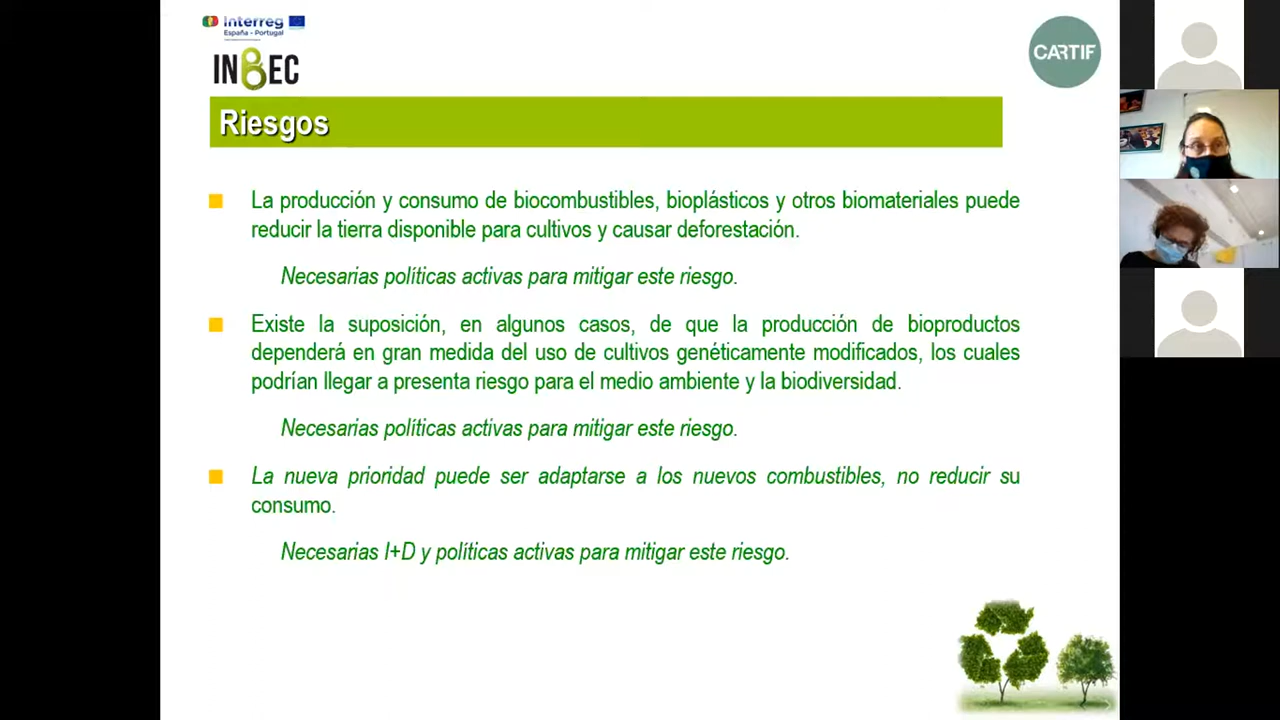 Interreg
España - Portugal
INBEC
CARTIF
Riesgos
La producción y consumo de biocombustibles, bioplásticos y otros biomateriales puede
reducir la tierra disponible para cultivos y causar deforestación.
Necesarias políticas activas para mitigar este riesgo.
Existe la suposición, en algunos casos, de que la producción de bioproductos
dependerá en gran medida del uso de cultivos genéticamente modificados, los cuales
podrían llegar a presenta riesgo para el medio ambiente y la biodiversidad.
Necesarias políticas activas para mitigar este riesgo.
La nueva prioridad puede ser adaptarse a los nuevos combustibles, no reducir su
consumo.
Necesarias I+D y políticas activas para mitigar este riesgo.